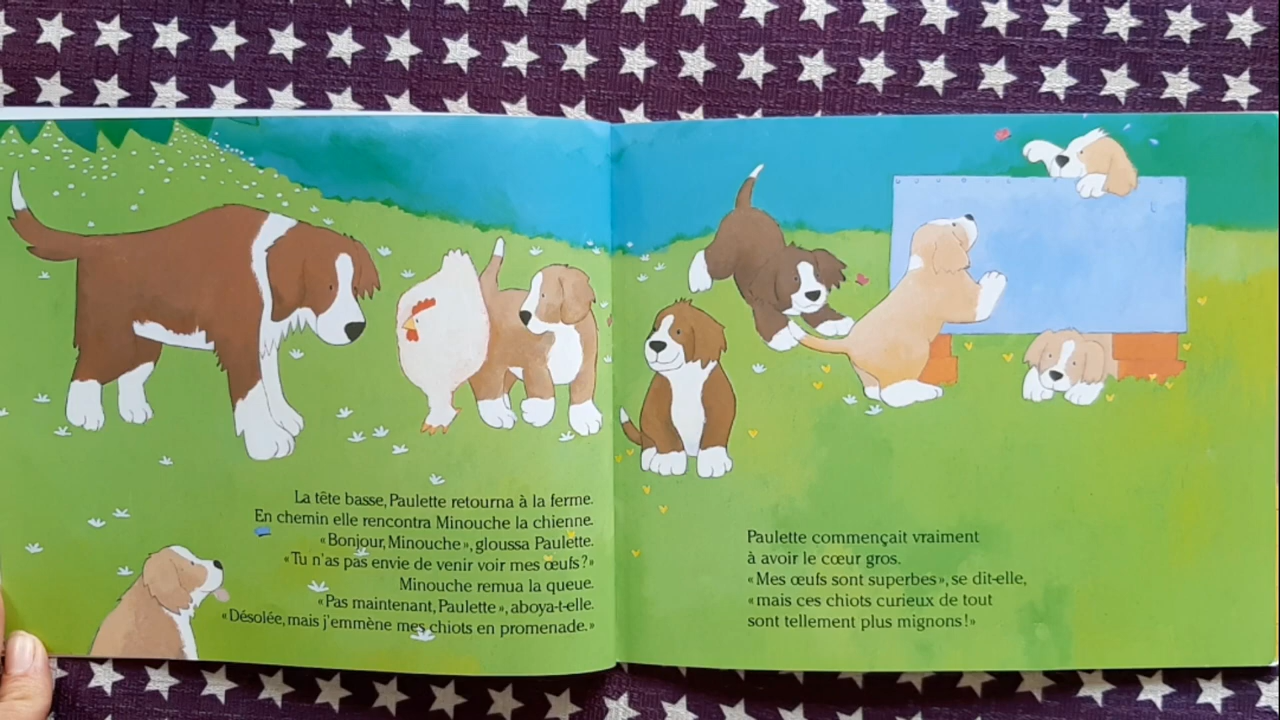 La tête basse, Paulette retourna à la ferme.
En chemin elle rencontra Minouche la chienne.
«Bonjour, Minouche», gloussa Paulette.
«Tu n'as pas envie de venir voir mes œufs?»
Minouche remua la queue.
«Pas maintenant, Paulette», aboya-t-elle.
«Désolée, mais j'emmène mes chiots en promenade.»
Paulette commençait vraiment
à avoir le cœur gros.
«Mes œufs sont superbes», se dit-elle,
«mais ces chiots curieux de tout
sont tellement plus mignons!»